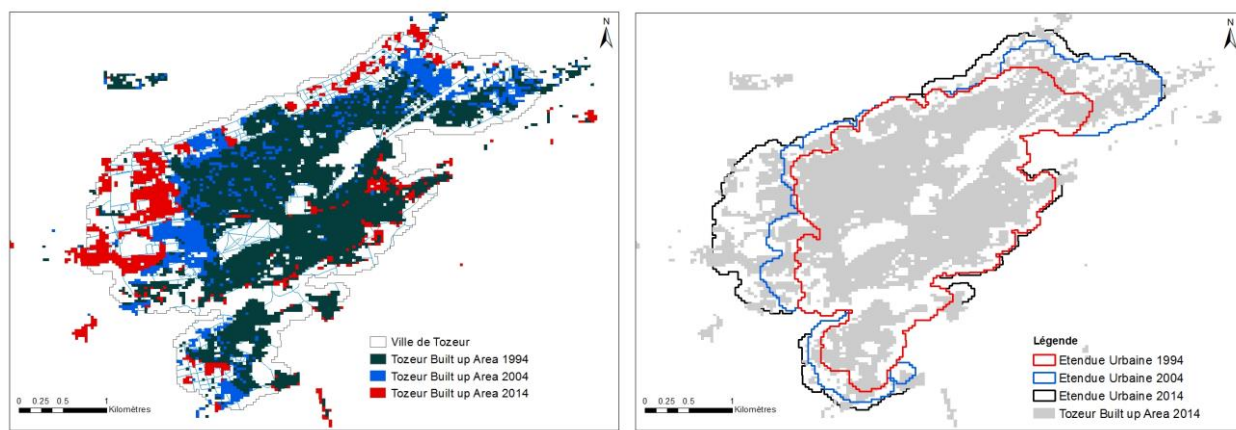 N
Ville de Tozeur
Tozeur Built up Area 1994
Tozeur Built up Area 2004
Tozeur Built up Area 2014
0 0.25 0.5 1
Kilomètres
N
Légende
Etendue Urbaine 1994
Etendue Urbaine 2004
Etendue Urbaine 2014
Tozeur Built up Area 2014
0 0.25 0.5 1
Kilomètres